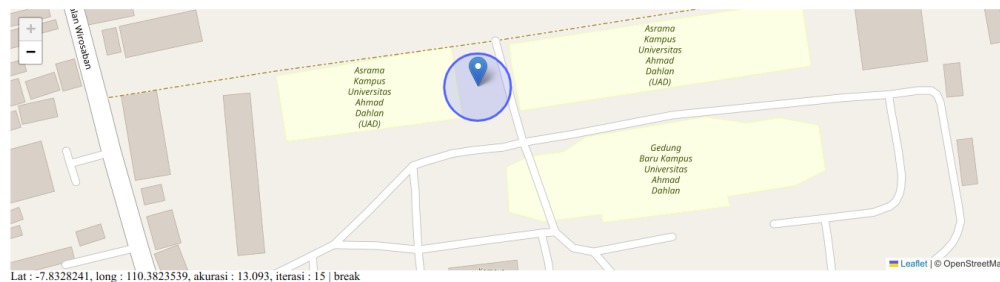 +
−
Jalan Wirosaban
Asrama
Kampus
Universitas
Ahmad
Dahlan
(UAD)
Asrama
Kampus
Universitas
Ahmad
Dahlan
(UAD)
Gedung
Baru Kampus
Universitas
Ahmad
Dahlan
Leaflet | © OpenStreetMa
Lat : -7.8328241, long : 110.3823539, akurasi : 13.093, iterasi : 15 | break